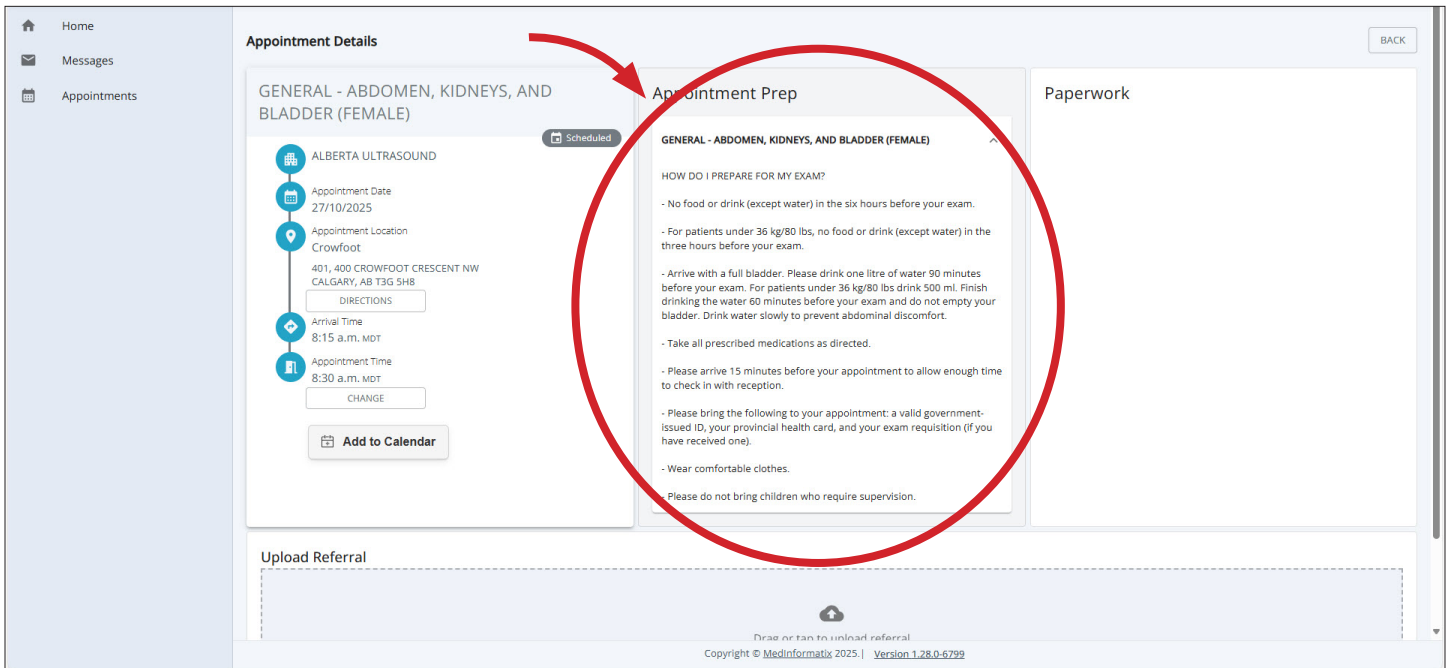 Home
Messages
Appointments
Appointment Details
BACK
GENERAL - ABDOMEN, KIDNEYS, AND
BLADDER (FEMALE)
Scheduled
ALBERTA ULTRASOUND
Appointment Date
27/10/2025
Appointment Location
Crowfoot
401, 400 CROWFOOT CRESCENT NW
CALGARY, AB T3G 5H8
DIRECTIONS
Arrival Time
8:15 a.m. MDT
Appointment Time
8:30 a.m. MDT
CHANGE
Add to Calendar
Appointment Prep
GENERAL - ABDOMEN, KIDNEYS, AND BLADDER (FEMALE)
HOW DO I PREPARE FOR MY EXAM?
- No food or drink (except water) in the six hours before your exam.
- For patients under 36 kg/80 lbs, no food or drink (except water) in the
three hours before your exam.
- Arrive with a full bladder. Please drink one litre of water 90 minutes
before your exam. For patients under 36 kg/80 lbs drink 500 ml. Finish
drinking the water 60 minutes before your exam and do not empty your
bladder. Drink water slowly to prevent abdominal discomfort.
- Take all prescribed medications as directed.
- Please arrive 15 minutes before your appointment to allow enough time
to check in with reception.
- Please bring the following to your appointment: a valid government-
issued ID, your provincial health card, and your exam requisition (if you
have received one).
- Wear comfortable clothes.
- Please do not bring children who require supervision.
Paperwork
Upload Referral
Drag or tap to upload referral
Copyright © MedInformatix 2025. | Version 1.28.0-6799